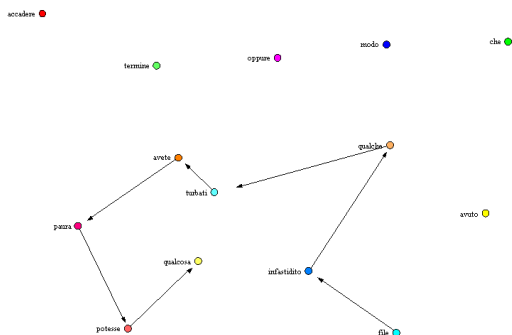 accadere
che
modo
oppure
termine
qualche
avete
turbati
avuto
paura
qualcosa
infastidito
potesse
file